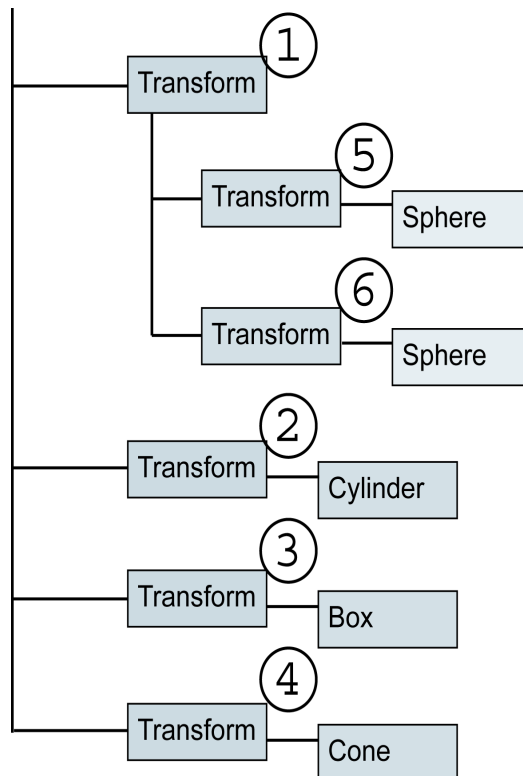 1
Transform
5
Transform
Sphere
6
Transform
Sphere
2
Transform
Cylinder
3
Transform
Box
4
Transform
Cone